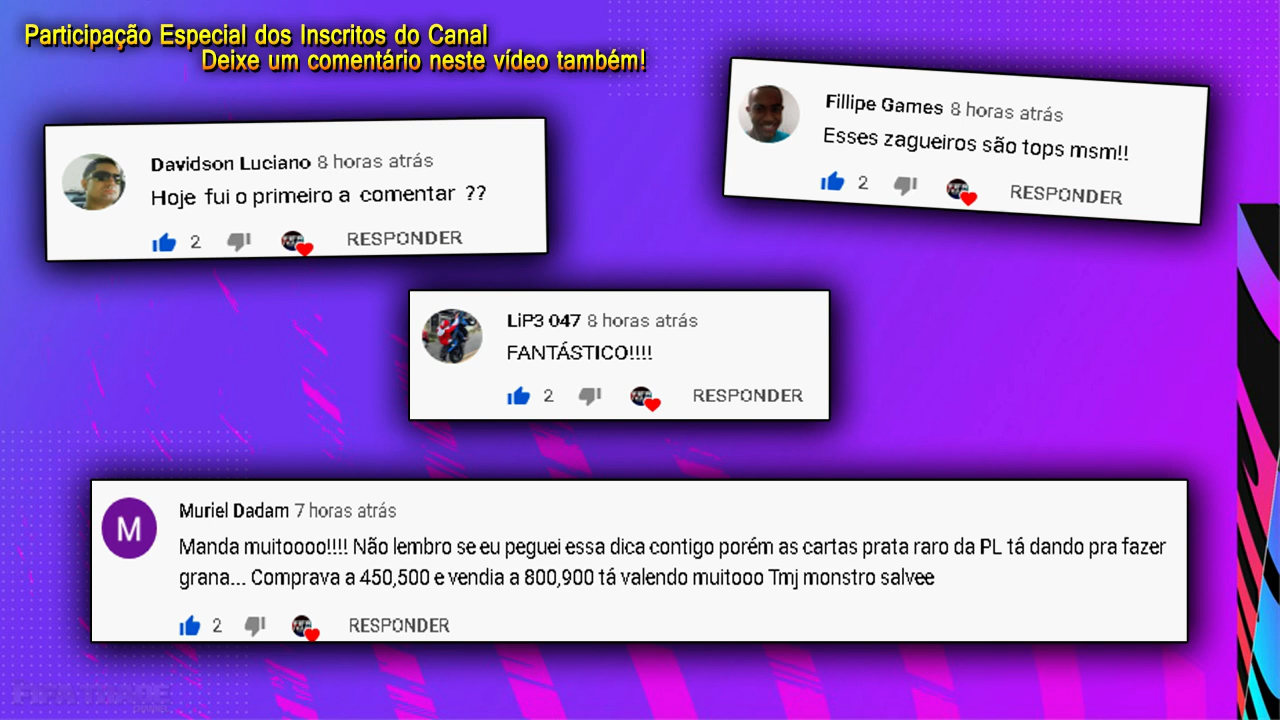 Participação Especial dos Inscritos do Canal
Deixe um comentário neste vídeo também!
Fillipe Games 8 horas atrás
Esses zagueiros são tops msm!!
2 RESPONDER
Davidson Luciano 8 horas atrás
Hoje fui o primeiro a comentar ??
2 RESPONDER
LiP3 047 8 horas atrás
FANTÁSTICO!!!!
2 RESPONDER
M
Muriel Dadam 7 horas atrás
Manda muitoooo!!!! Não lembro se eu peguei essa dica contigo porém as cartas prata raro da PL tá dando pra fazer
grana... Comprava a 450,500 e vendia a 800,900 tá valendo muitooo Tmj monstro salvee
2 RESPONDER